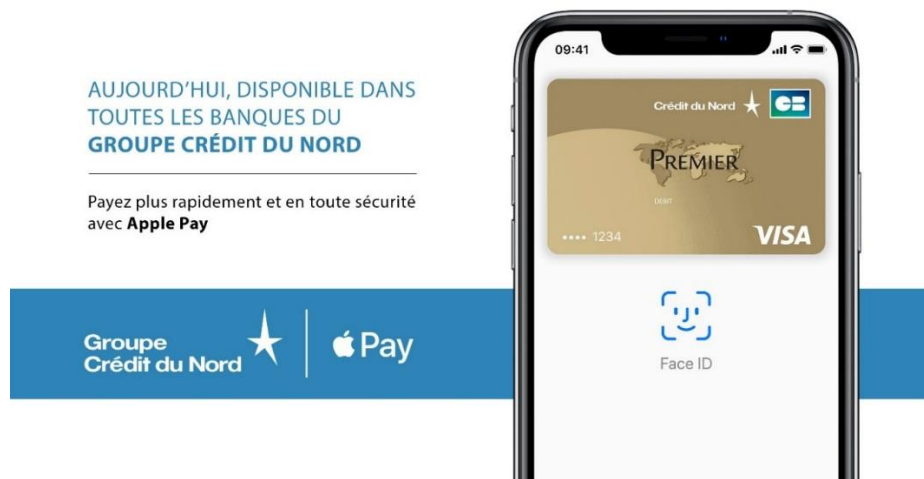 AUJOURD'HUI, DISPONIBLE DANS
TOUTES LES BANQUES DU
GROUPE CRÉDIT DU NORD
Payez plus rapidement et en toute sécurité
avec Apple Pay
Groupe
Crédit du Nord
Pay
09:41
Crédit du Nord
CB
PREMIER
DEBIT
•••• 1234
VISA
Face ID